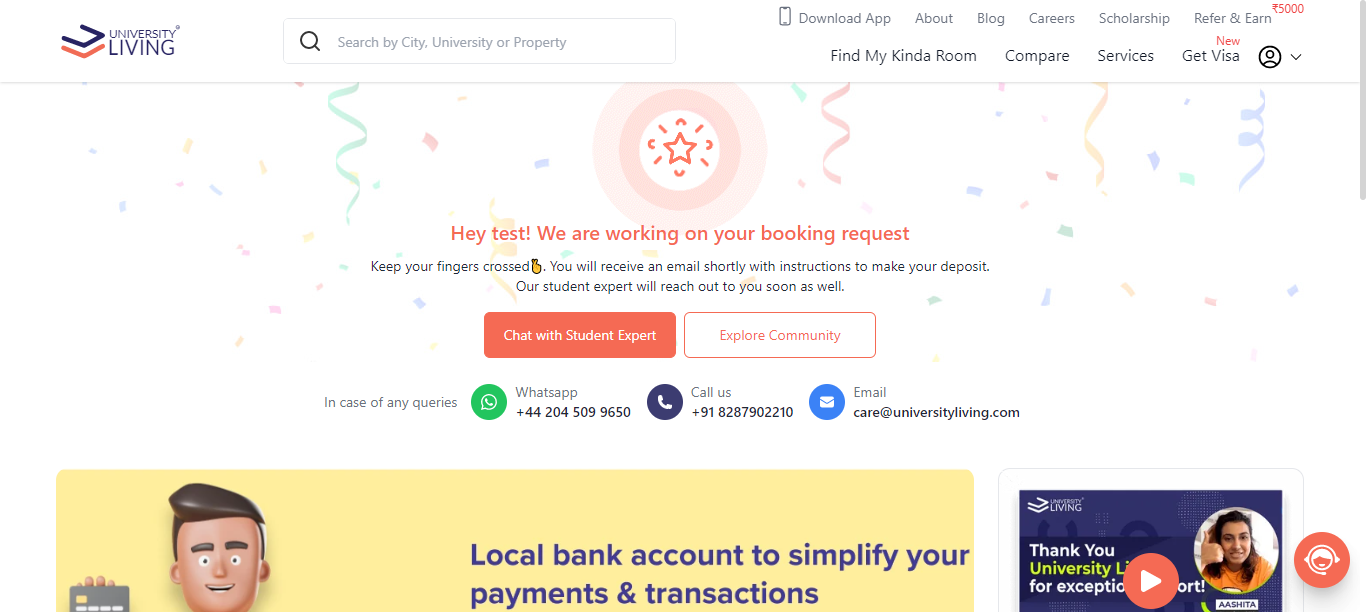 UNIVERSITY
LIVING
Search by City, University or Property
Download App
About
Blog
Careers
Scholarship
Refer & Earn
₹5000
Find My Kinda Room
Compare
Services
Get Visa
New
Hey test! We are working on your booking request
Keep your fingers crossed🫰. You will receive an email shortly with instructions to make your deposit.
Our student expert will reach out to you soon as well.
Chat with Student Expert
Explore Community
In case of any queries
Whatsapp
+44 204 509 9650
Call us
+91 8287902210
Email
care@universityliving.com
Local bank account to simplify your
payments & transactions
UNIVERSITY
LIVING
Thank You
University Li
for exceptio ort!
AASHITA